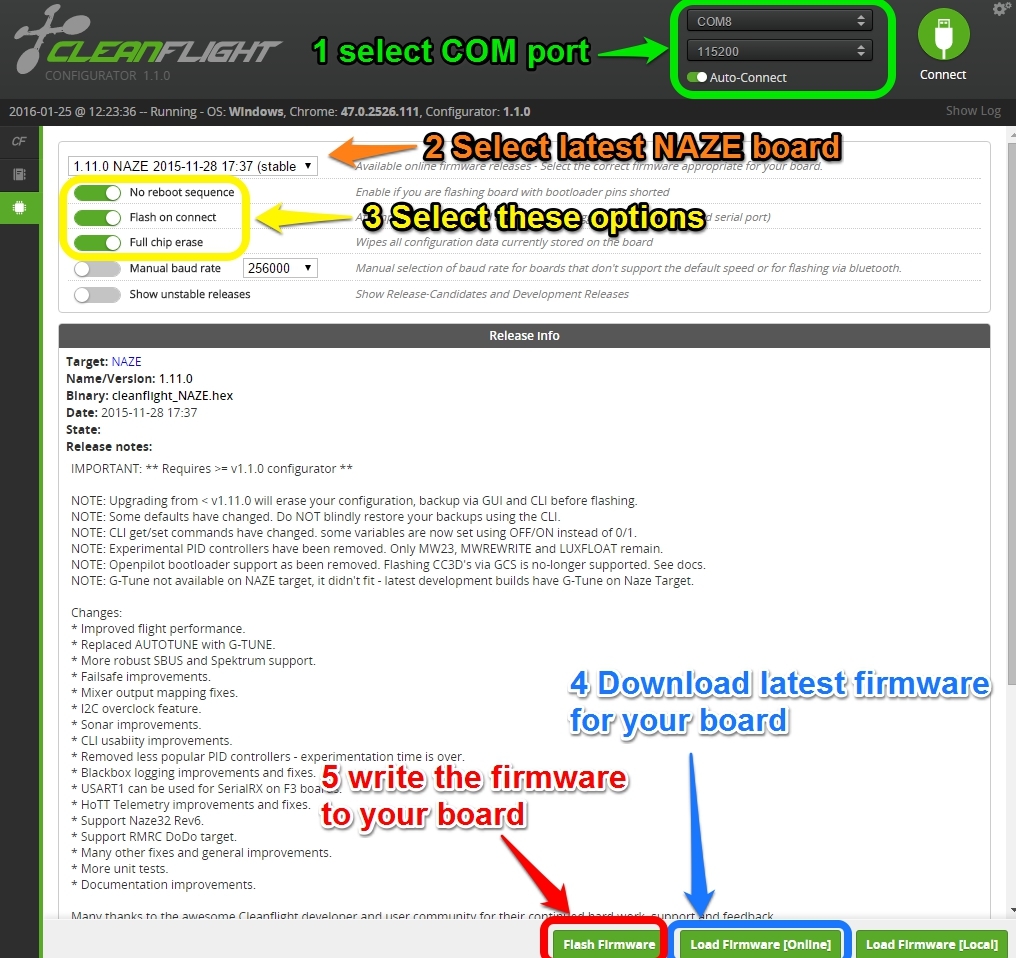 CLEANFLIGHT
CONFIGURATOR 1.1.0
1 select COM port
COM8
115200
Auto-Connect
Connect
2016-01-25 @ 12:23:36 -- Running - OS: Windows, Chrome: 47.0.2526.111, Configurator: 1.1.0
Show Log
CF
2 Select latest NAZE board
1.11.0 NAZE 2015-11-28 17:37 (stable
Available online firmware releases - Select the correct firmware appropriate for your board.
No reboot sequence
Enable if you are flashing board with bootloader pins shorted
Flash on connect
3 Select these options
serial port)
Full chip erase
Wipes all configuration data currently stored on the board
Manual baud rate
256000
Manual selection of baud rate for boards that don't support the default speed or for flashing via bluetooth.
Show unstable releases
Show Release-Candidates and Development Releases
Release info
Target: NAZE
Name/Version: 1.11.0
Binary: cleanflight_NAZE.hex
Date: 2015-11-28 17:37
State:
Release notes:
IMPORTANT: ** Requires >= v1.1.0 configurator **
NOTE: Upgrading from < v1.11.0 will erase your configuration, backup via GUI and CLI before flashing.
NOTE: Some defaults have changed. Do NOT blindly restore your backups using the CLI.
NOTE: CLI get/set commands have changed. some variables are now set using OFF/ON instead of 0/1.
NOTE: Experimental PID controllers have been removed. Only MW23, MWREWRITE and LUXFLOAT remain.
NOTE: Openpilot bootloader support as been removed. Flashing CC3D's via GCS is no-longer supported. See docs.
NOTE: G-Tune not available on NAZE target, it didn't fit - latest development builds have G-Tune on Naze Target.
Changes:
* Improved flight performance.
* Replaced AUTOTUNE with G-TUNE.
* More robust SBUS and Spektrum support.
* Failsafe improvements.
* Mixer output mapping fixes.
* I2C overclock feature.
* Sonar improvements.
* CLI usabiity improvements.
* Removed less popular PID controllers - experimentation time is over.
* Blackbox logging improvements and fixes.
* USART1 can be used for SerialRX on F3 boards.
* HoTT Telemetry improvements and fixes.
* Support Naze32 Rev6.
* Support RMRC DoDo target.
* Many other fixes and general improvements.
* More unit tests.
* Documentation improvements.
4 Download latest firmware
for your board
5 write the firmware
to your board
Many thanks to the awesome Cleanflight developer and user community for their continued hard work, support and feedback.
Flash Firmware
Load Firmware [Online]
Load Firmware [Local]